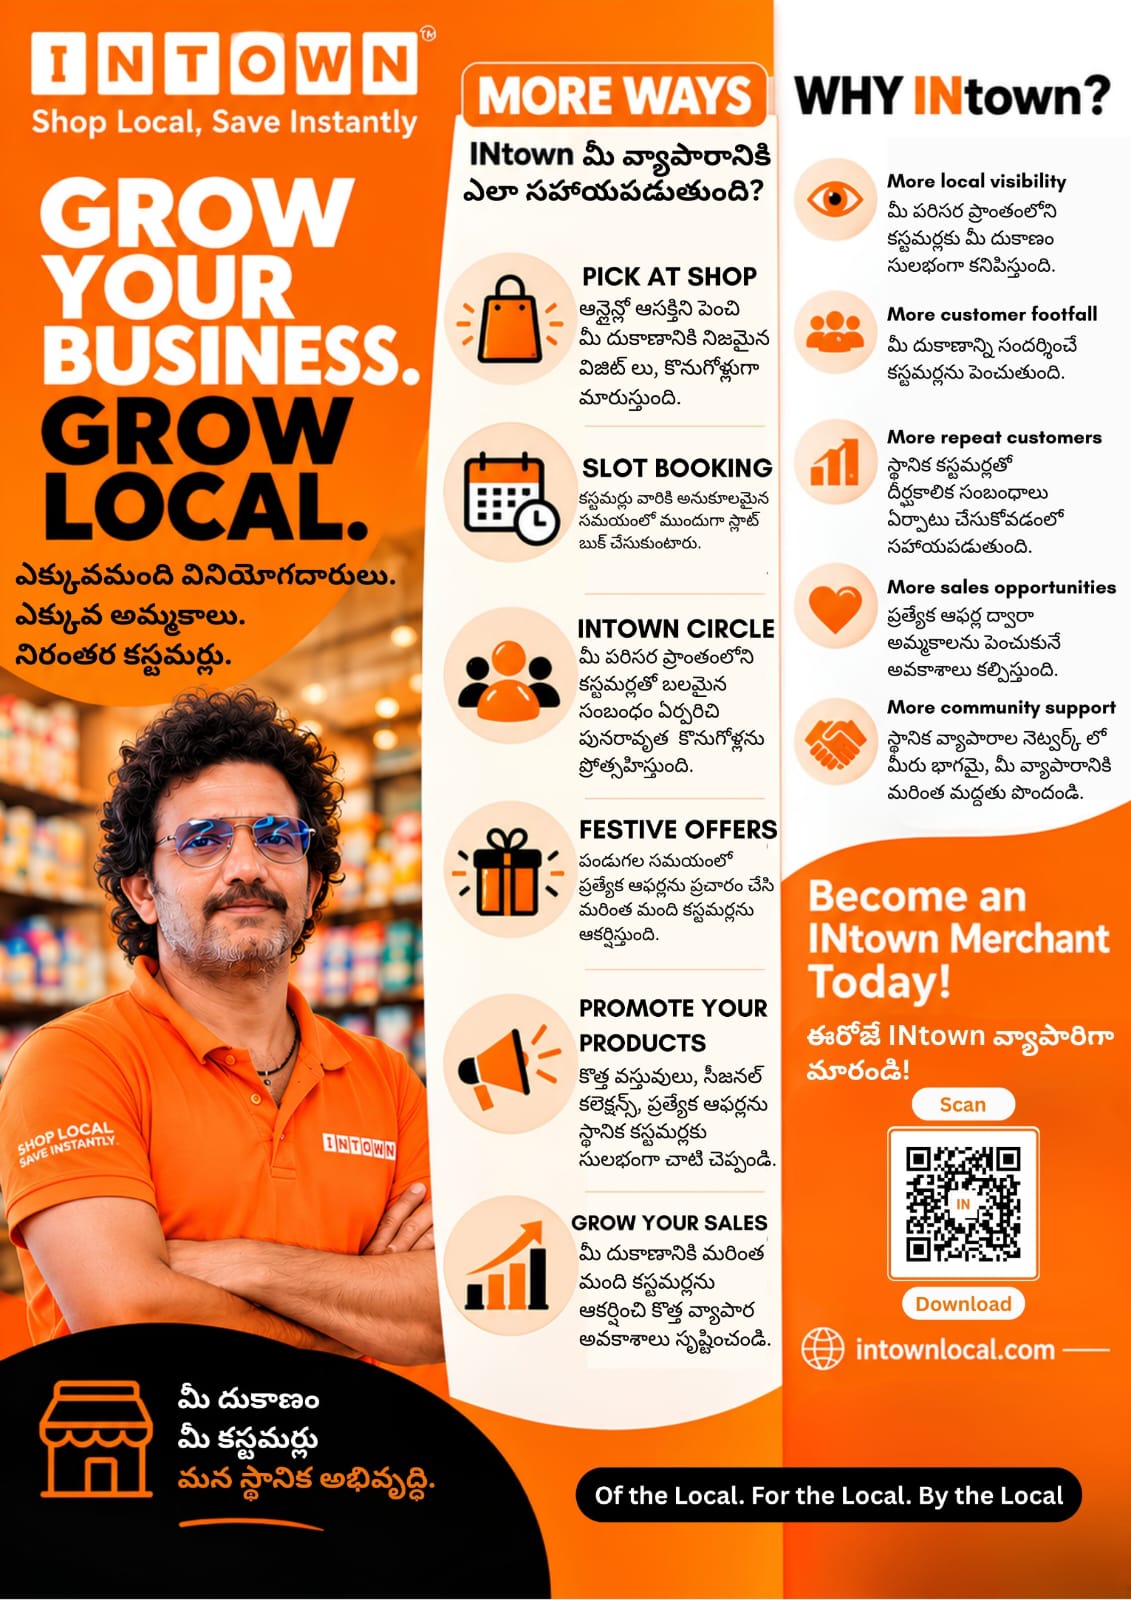 INTOWN TM
Shop Local, Save Instantly
GROW
YOUR
BUSINESS.
GROW
LOCAL.
ఎక్కువమంది వినియోగదారులు.
ఎక్కువ అమ్మకాలు.
నిరంతర కస్టమర్లు.
SHOP LOCAL
SAVE INSTANTLY.
INTOWN
మీ దుకాణం
మీ కస్టమర్లు
మన స్థానిక అభివృద్ధి.
MORE WAYS
INtown మీ వ్యాపారానికి
ఎలా సహాయపడుతుంది?
PICK AT SHOP
ఆన్లైన్లో ఆసక్తిని పెంచి
మీ దుకాణానికి నిజమైన
విజిట్ లు, కొనుగోళ్లుగా
మారుస్తుంది.
SLOT BOOKING
కస్టమర్లు వారికి అనుకూలమైన
సమయంలో ముందుగా స్లాట్
బుక్ చేసుకుంటారు.
INTOWN CIRCLE
మీ పరిసర ప్రాంతంలోని
కస్టమర్లతో బలమైన
సంబంధం ఏర్పరిచి
పునరావృత కొనుగోళ్లను
ప్రోత్సహిస్తుంది.
FESTIVE OFFERS
పండుగల సమయంలో
ప్రత్యేక ఆఫర్లను ప్రచారం చేసి
మరింత మంది కస్టమర్లను
ఆకర్షిస్తుంది.
PROMOTE YOUR
PRODUCTS
కొత్త వస్తువులు, సీజనల్
కలెక్షన్స్, ప్రత్యేక ఆఫర్లను
స్థానిక కస్టమర్లకు
సులభంగా చాటి చెప్పండి.
GROW YOUR SALES
మీ దుకాణానికి మరింత
మంది కస్టమర్లను
ఆకర్షించి కొత్త వ్యాపార
అవకాశాలు సృష్టించండి.
WHY INtown?
More local visibility
మీ పరిసర ప్రాంతంలోని
కస్టమర్లకు మీ దుకాణం
సులభంగా కనిపిస్తుంది.
More customer footfall
మీ దుకాణాన్ని సందర్శించే
కస్టమర్లను పెంచుతుంది.
More repeat customers
స్థానిక కస్టమర్లతో
దీర్ఘకాలిక సంబంధాలు
ఏర్పాటు చేసుకోవడంలో
సహాయపడుతుంది.
More sales opportunities
ప్రత్యేక ఆఫర్ల ద్వారా
అమ్మకాలను పెంచుకునే
అవకాశాలు కల్పిస్తుంది.
More community support
స్థానిక వ్యాపారాల నెట్వర్క్ లో
మీరు భాగమై, మీ వ్యాపారానికి
మరింత మద్దతు పొందండి.
Become an
INtown Merchant
Today!
ఈరోజే INtown వ్యాపారిగా
మారండి!
Scan
IN
Download
intownlocal.com
Of the Local. For the Local. By the Local